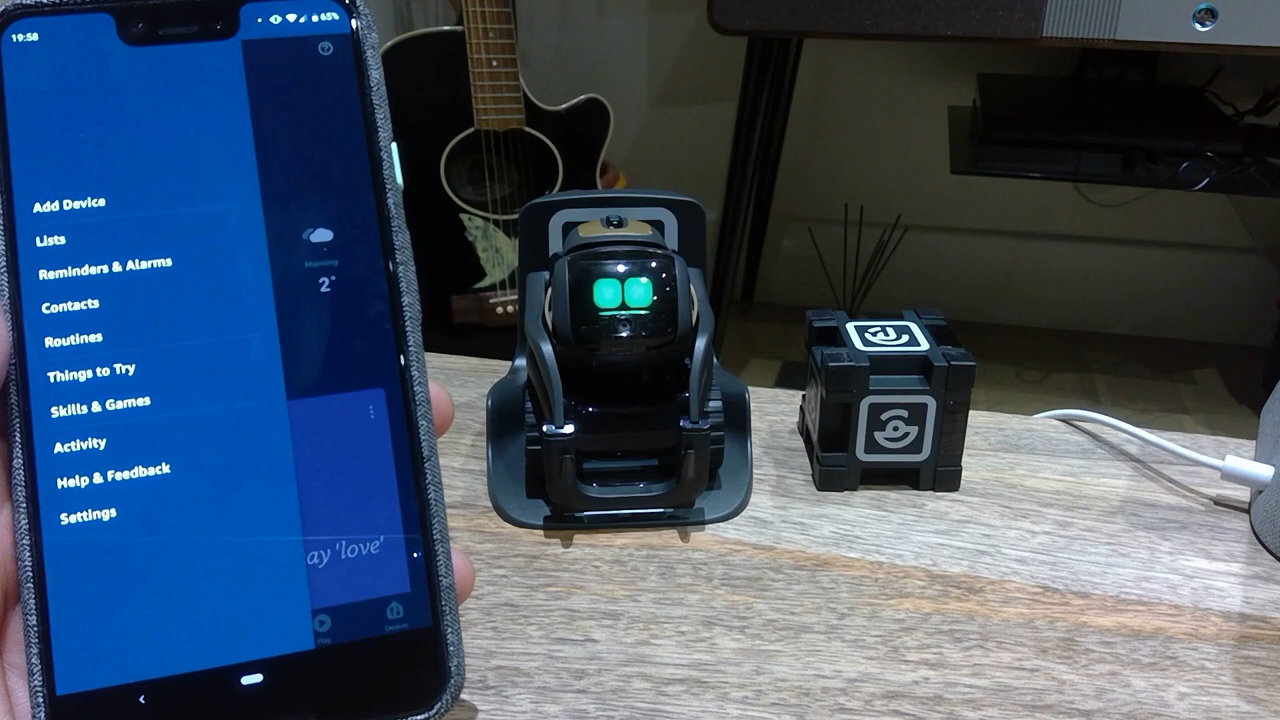 19:58
65%
Add Device
Lists
Reminders & Alarms
Contacts
Routines
Things to Try
Skills & Games
Activity
Help & Feedback
Settings
Morning
2°
ay 'love'
Play
Devices